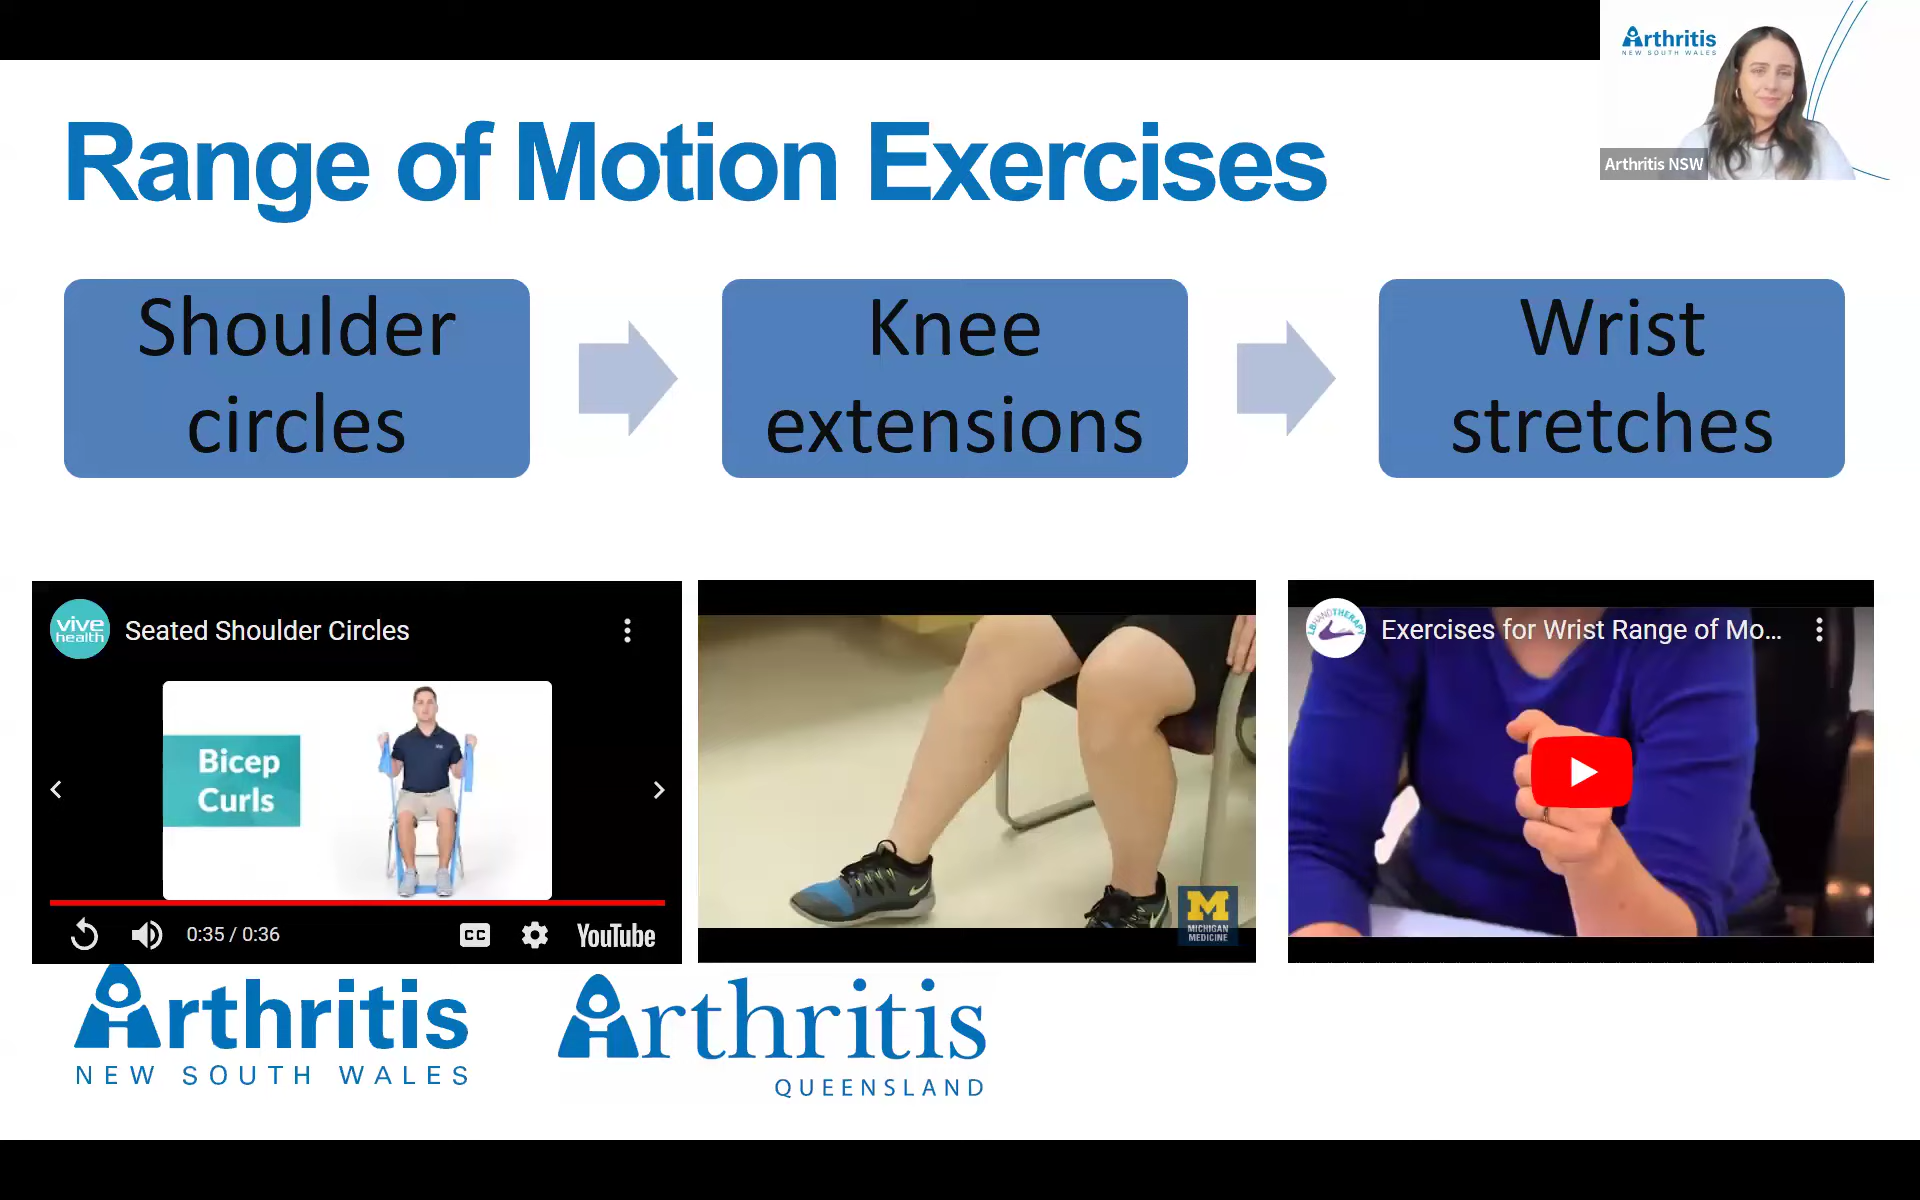 Arthritis
NEW SOUTH WALES
Arthritis NSW
Range of Motion Exercises
Shoulder
circles
Knee
extensions
Wrist
stretches
vive
health
Seated Shoulder Circles
Bicep
Curls
0:35 / 0:36
CC
YouTube
M
MICHIGAN
MEDICINE
LBHANDTHERAPY
Exercises for Wrist Range of Mo...
Arthritis
NEW SOUTH WALES
Arthritis
QUEENSLAND